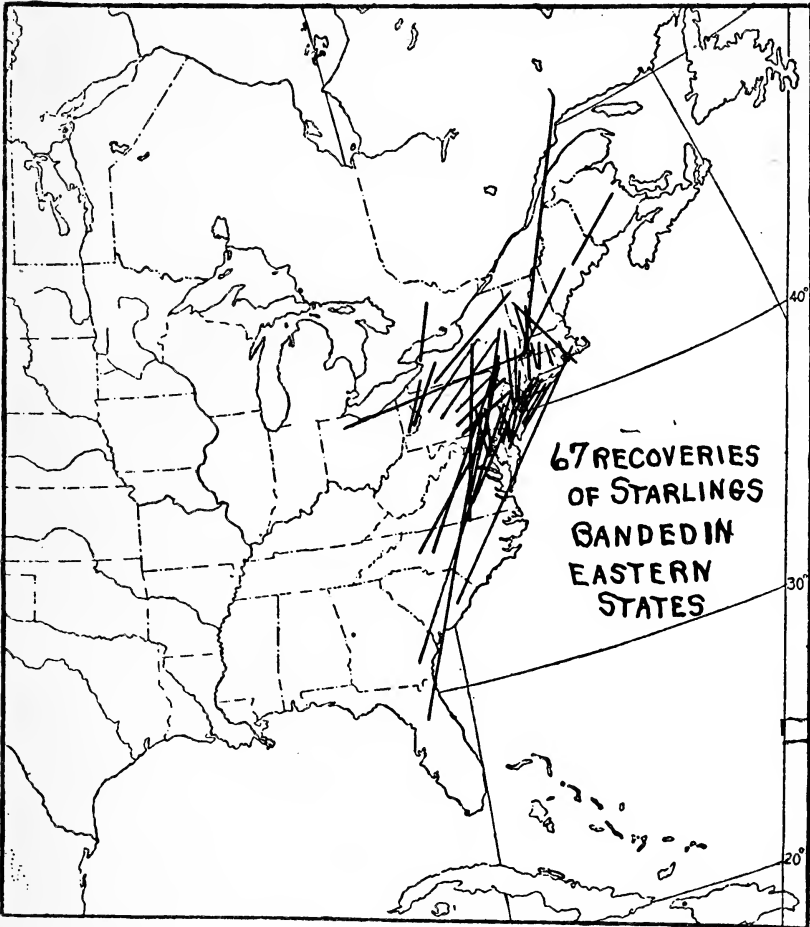 40°
67 RECOVERIES
OF STARLINGS
BANDED IN
EASTERN
STATES
30°
20°